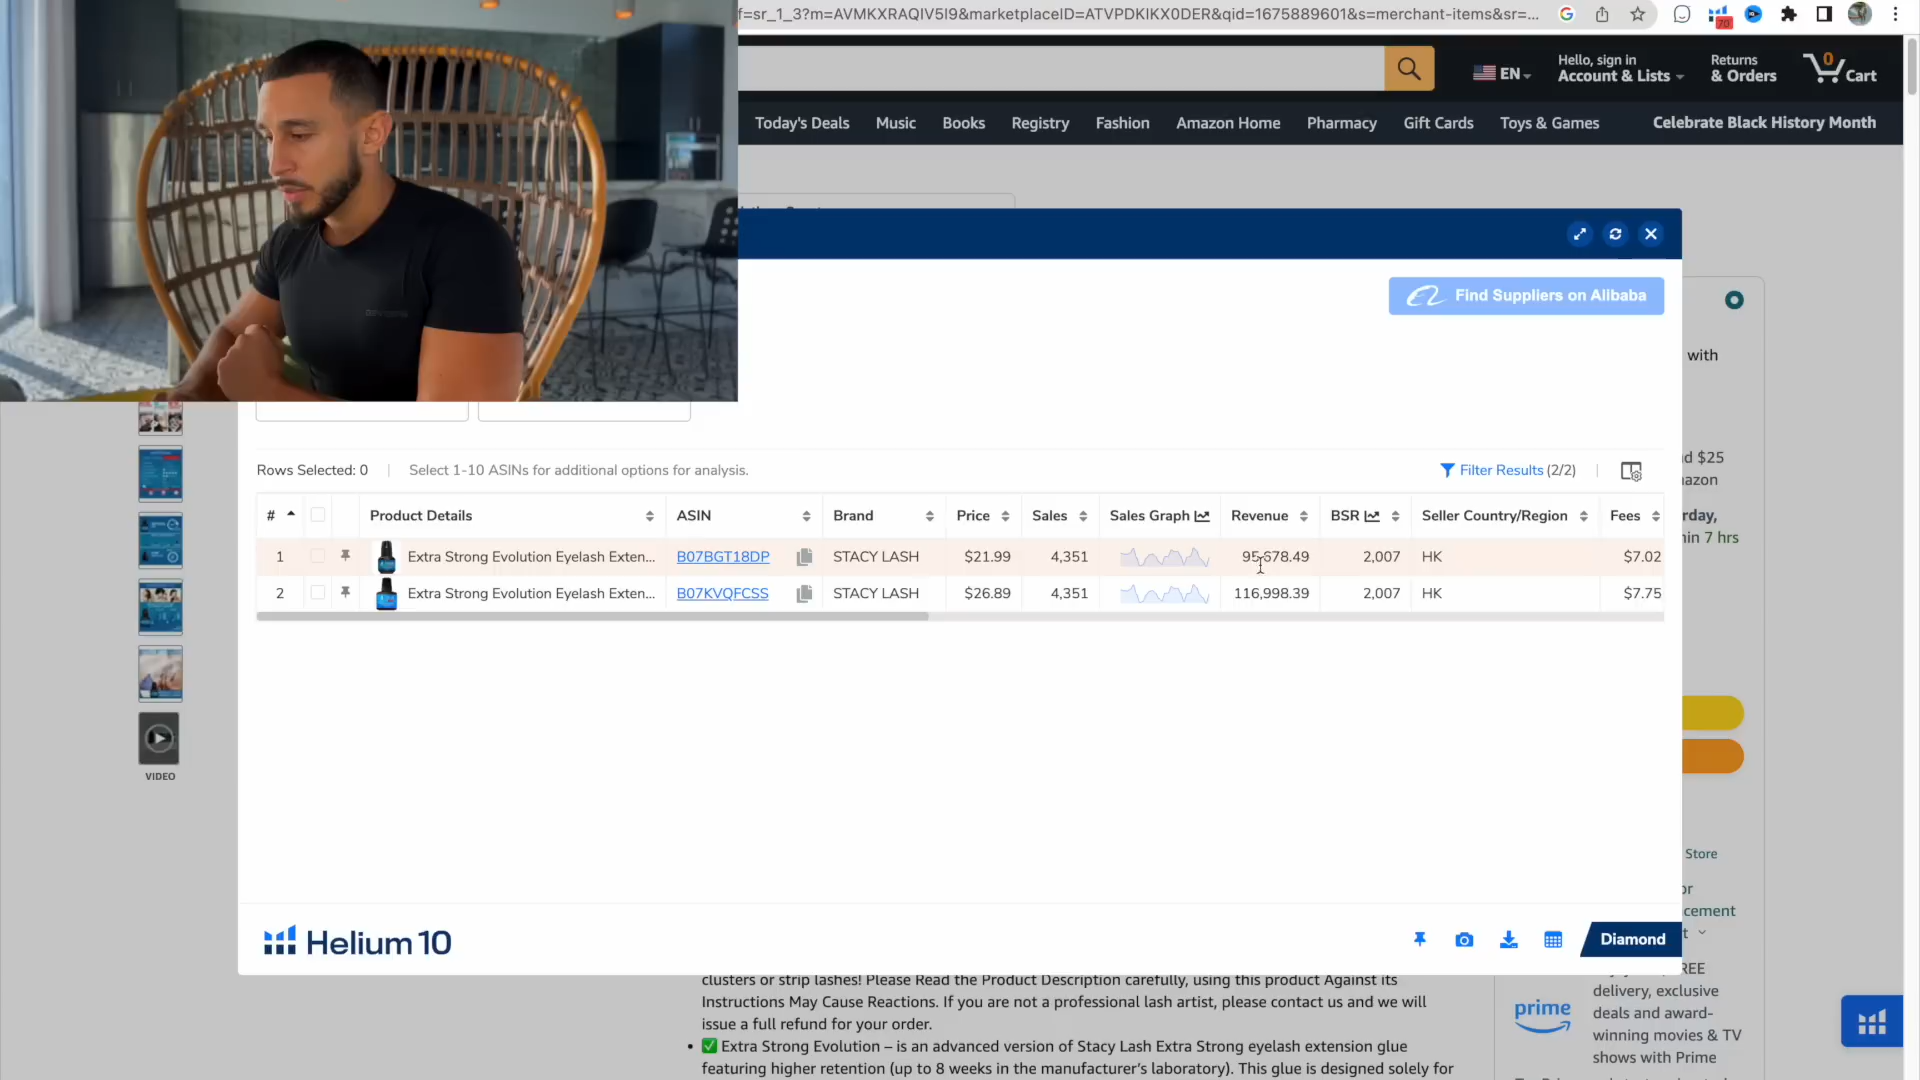 f=sr_1_3?m=AVMKXRAQIV5I9&marketplaceID=ATVPDKIKX0DER&qid=1675889601&s=merchant-items&sr=...
70
EN
Hello, sign in
Account & Lists
Returns
& Orders
0
Cart
Today's Deals
Music
Books
Registry
Fashion
Amazon Home
Pharmacy
Gift Cards
Toys & Games
Celebrate Black History Month
Find Suppliers on Alibaba
with
Rows Selected: 0
Select 1-10 ASINs for additional options for analysis.
Filter Results (2/2)
d $25
azon
# Product Details ASIN Brand Price Sales Sales Graph Revenue BSR Seller Country/Region Fees
rday,
in 7 hrs
1 Extra Strong Evolution Eyelash Exten... B07BGT18DP STACY LASH $21.99 4,351 95,678.49 2,007 HK $7.02
2 Extra Strong Evolution Eyelash Exten... B07KVQFCSS STACY LASH $26.89 4,351 116,998.39 2,007 HK $7.75
VIDEO
Store
or
cement
t
Helium 10
Diamond
REE
delivery, exclusive
deals and award-
winning movies & TV
shows with Prime
prime
clusters or strip lashes! Please Read the Product Description carefully, using this product Against its
Instructions May Cause Reactions. If you are not a professional lash artist, please contact us and we will
issue a full refund for your order.
• ✅ Extra Strong Evolution – is an advanced version of Stacy Lash Extra Strong eyelash extension glue
featuring higher retention (up to 8 weeks in the manufacturer's laboratory). This glue is designed solely for